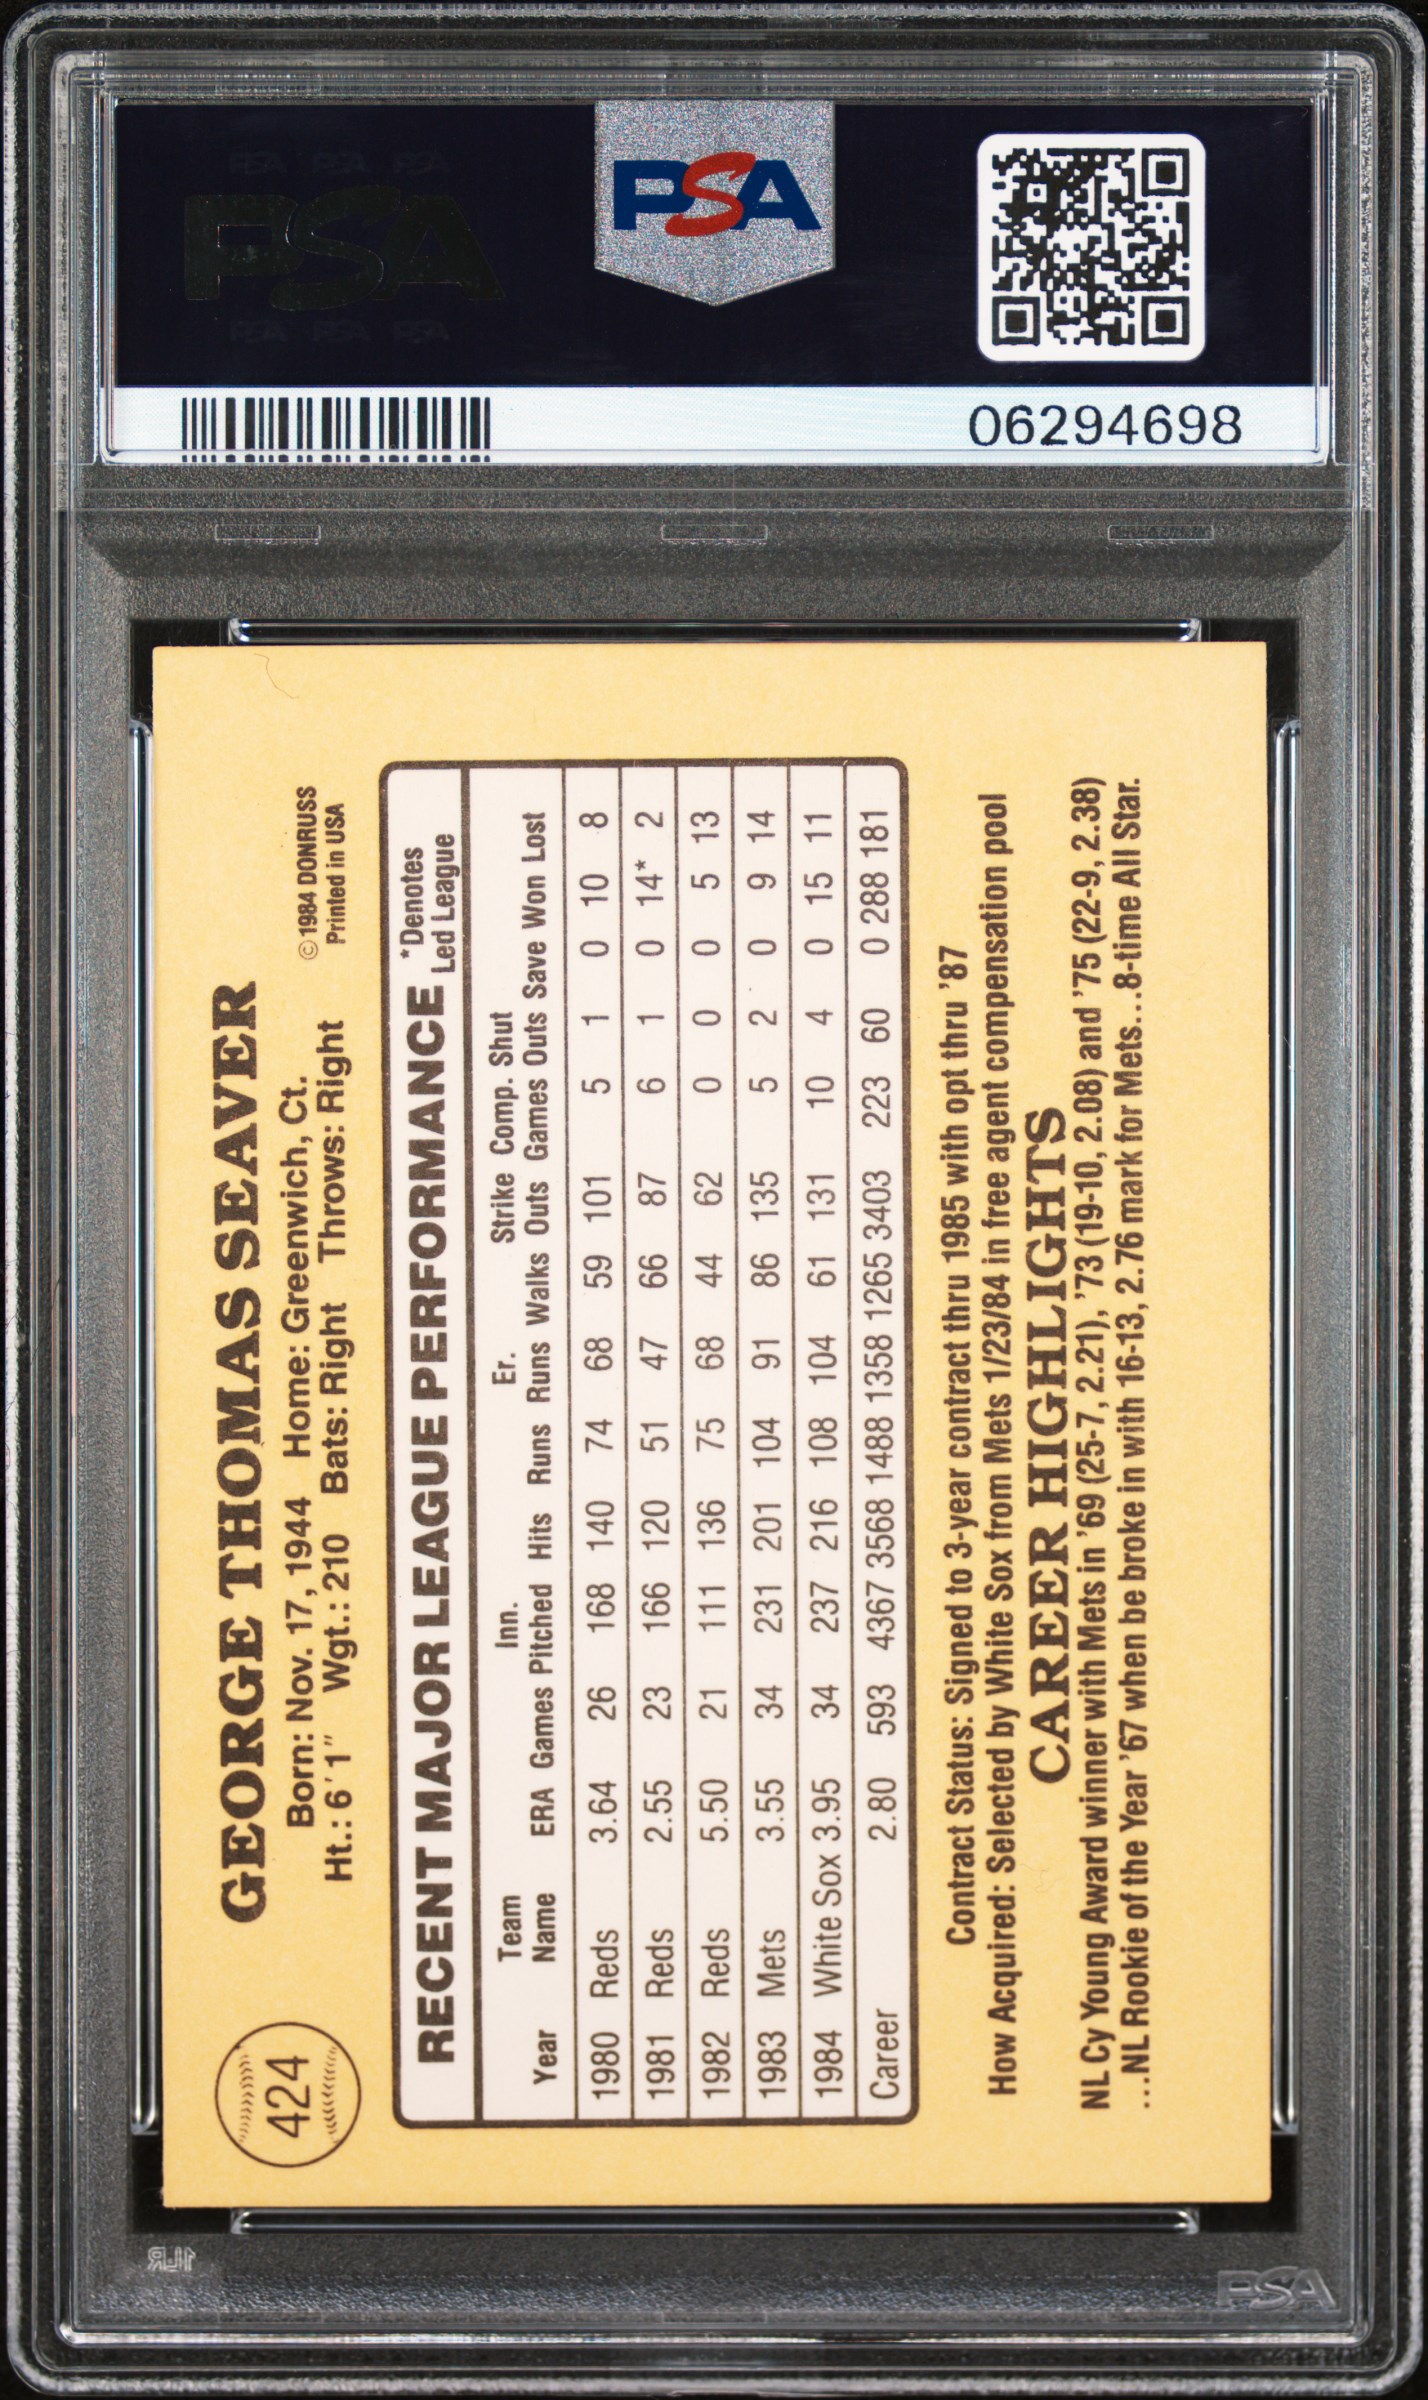 PSA PSA PSA
PSA
PSA PSA PSA
PSA
06294698
424
GEORGE THOMAS SEAVER
Born: Nov. 17, 1944 Home: Greenwich, Ct.
Ht.: 6'1" Wgt.: 210 Bats: Right Throws: Right
©1984 DONRUSS
Printed in USA
RECENT MAJOR LEAGUE PERFORMANCE *Denotes Led League
Team Inn. Er. Strike Comp. Shut
Year Name ERA Games Pitched Hits Runs Runs Walks Outs Games Outs Save Won Lost
1980 Reds 3.64 26 168 140 74 68 59 101 5 1 0 10 8
1981 Reds 2.55 23 166 120 51 47 66 87 6 1 0 14* 2
1982 Reds 5.50 21 111 136 75 68 44 62 0 0 0 5 13
1983 Mets 3.55 34 231 201 104 91 86 135 5 2 0 9 14
1984 White Sox 3.95 34 237 216 108 104 61 131 10 4 0 15 11
Career 2.80 593 4367 3568 1488 1358 1265 3403 223 60 0 288 181
Contract Status: Signed to 3-year contract thru 1985 with opt thru '87
How Acquired: Selected by White Sox from Mets 1/23/84 in free agent compensation pool
CAREER HIGHLIGHTS
NL Cy Young Award winner with Mets in '69 (25-7, 2.21), '73 (19-10, 2.08) and '75 (22-9, 2.38)
...NL Rookie of the Year '67 when be broke in with 16-13, 2.76 mark for Mets...8-time All Star.
PSA